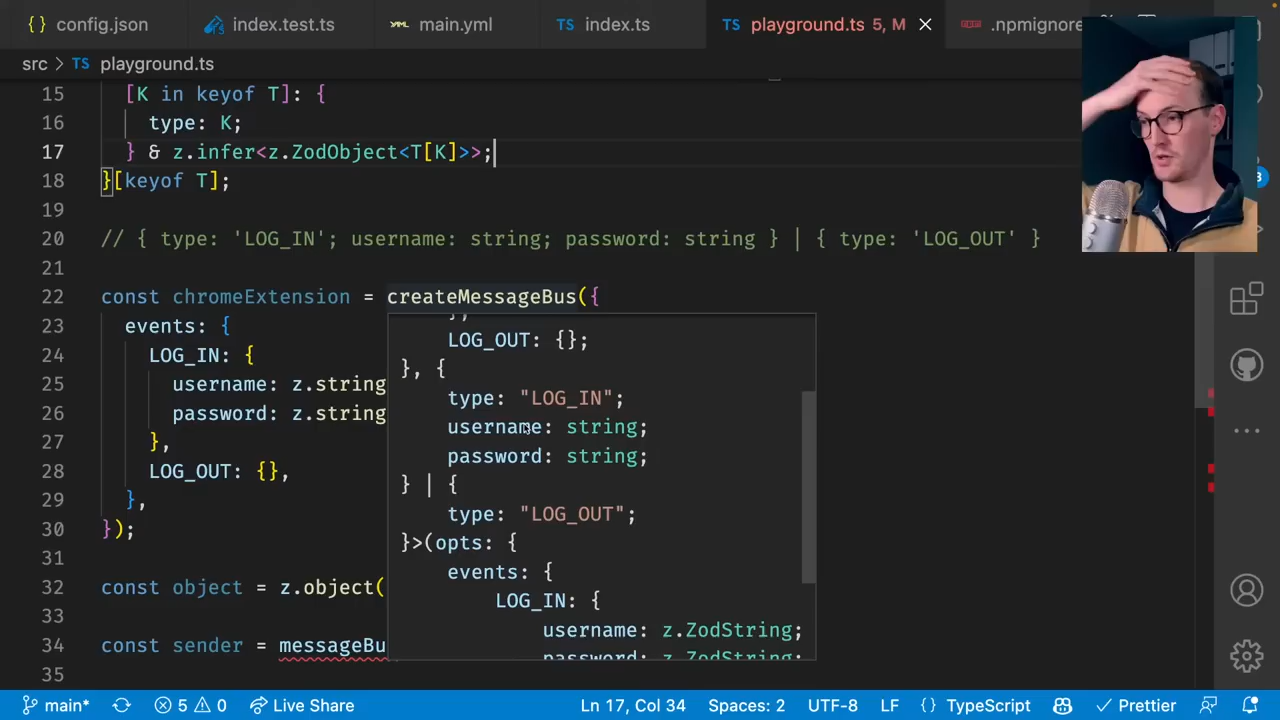 {} config.json
index.test.ts
YML main.yml
TS index.ts
TS playground.ts 5, M
npm .npmignore
src > TS playground.ts
15 [K in keyof T]: {
16 type: K;
17 } & z.infer<z.ZodObject<T[K]>>;
18 }[keyof T];
19
20 // { type: 'LOG_IN'; username: string; password: string } | { type: 'LOG_OUT' }
21
22 const chromeExtension = createMessageBus({
23 events: {
24 LOG_IN: {
25 username: z.string
26 password: z.string
27 },
28 LOG_OUT: {},
29 },
30 });
31
32 const object = z.object(
33
34 const sender = messageBu
35
LOG_OUT: {};
}, {
type: "LOG_IN";
username: string;
password: string;
} | {
type: "LOG_OUT";
}>(opts: {
events: {
LOG_IN: {
username: z.ZodString;
password: z.ZodString;
main* 5 0 Live Share Ln 17, Col 34 Spaces: 2 UTF-8 LF {} TypeScript Prettier